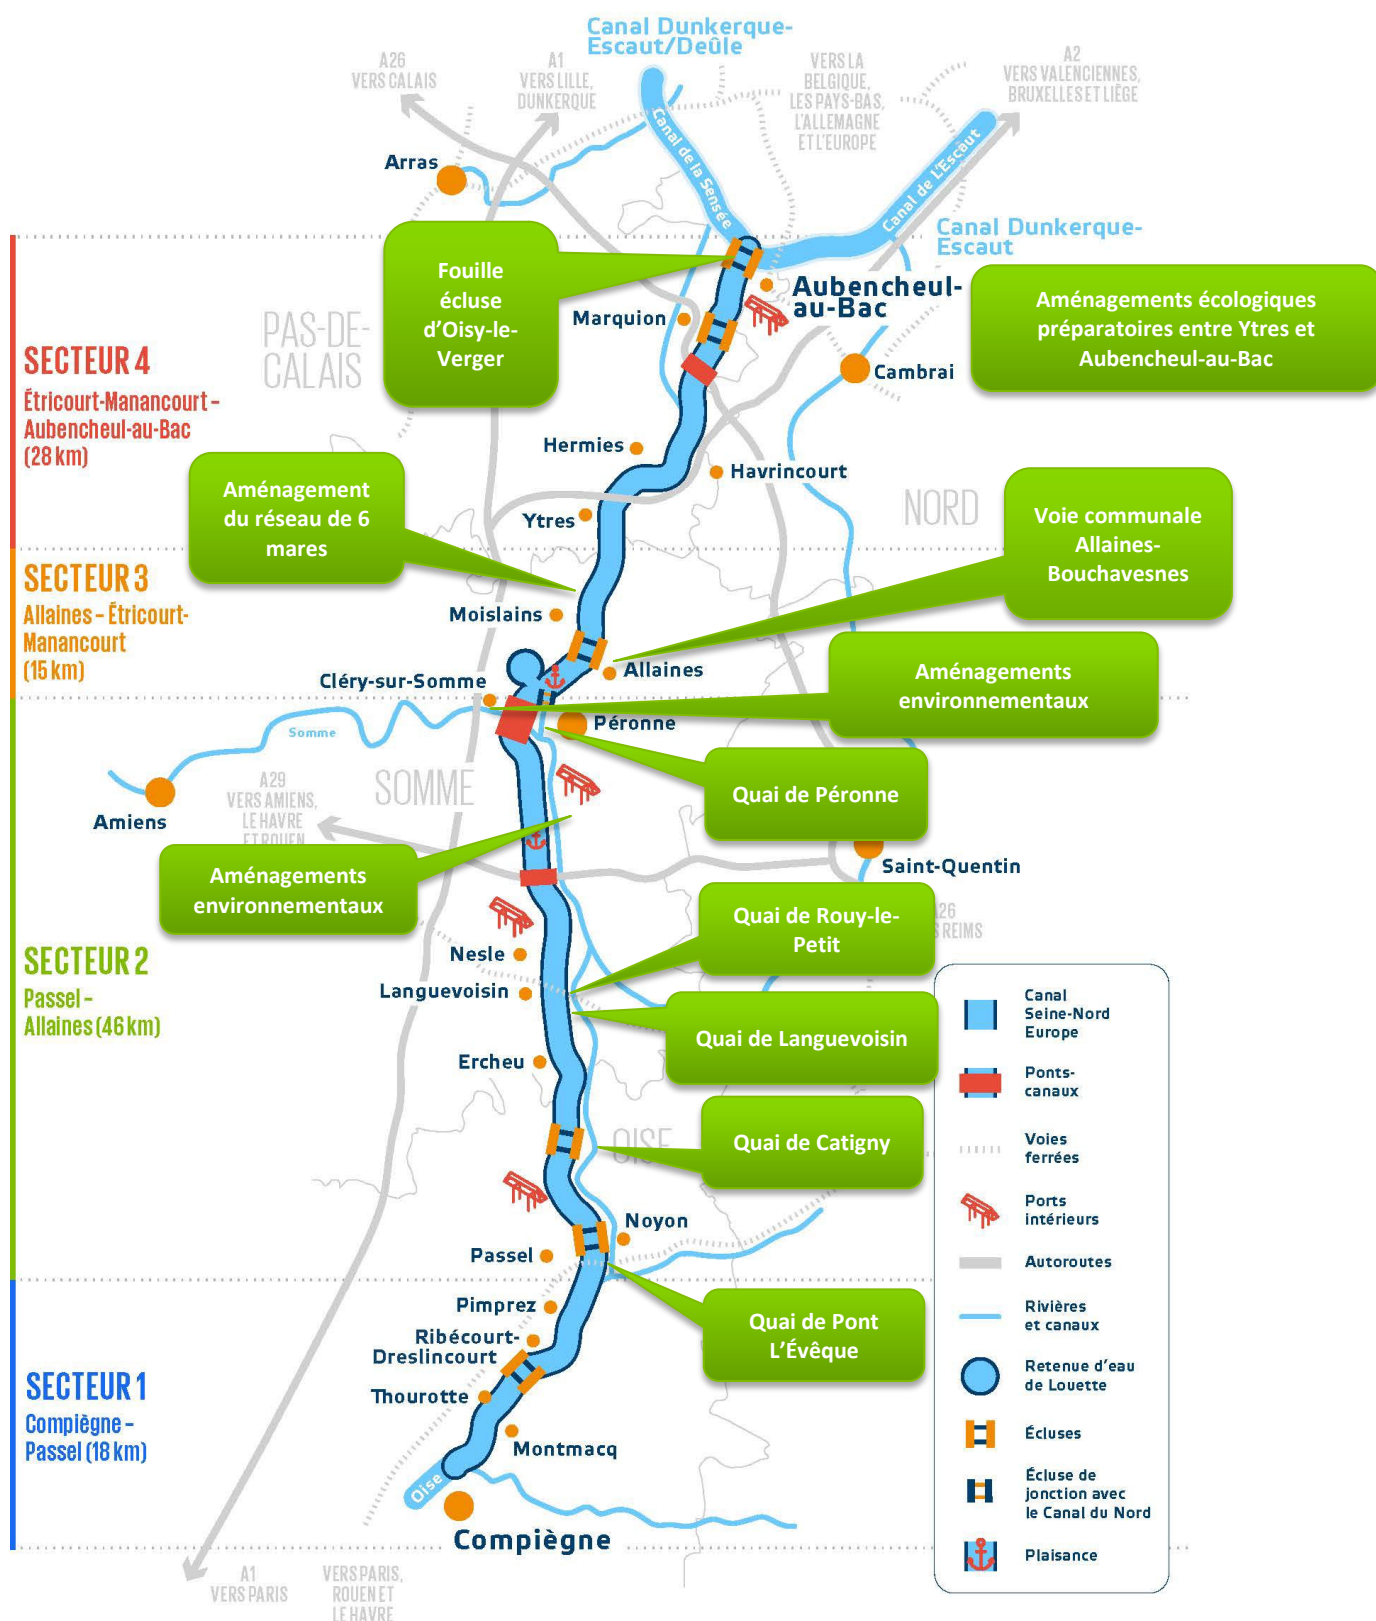 Canal Dunkerque-
Escaut/Deûle
A26
VERS CALAIS
A1
VERS LILLE,
DUNKERQUE
VERS LA
BELGIQUE,
LES PAYS-BAS,
L'ALLEMAGNE
ET L'EUROPE
A2
VERS VALENCIENNES,
BRUXELLES ET LIÈGE
Canal de la Sensée
Canal de L'Escaut
Arras
Canal Dunkerque-
Escaut
Fouille
écluse
d'Oisy-le-
Verger
Aubencheul-
au-Bac
Aménagements écologiques
préparatoires entre Ytres et
Aubencheul-au-Bac
Marquion
PAS-DE-
CALAIS
Cambrai
SECTEUR 4
Étricourt-Manancourt –
Aubencheul-au-Bac
(28 km)
Hermies
Havrincourt
Aménagement
du réseau de 6
mares
Ytres
NORD
Voie communale
Allaines-
Bouchavesnes
SECTEUR 3
Allaines – Étricourt-
Manancourt
(15 km)
Moislains
Allaines
Cléry-sur-Somme
Aménagements
environnementaux
Péronne
Somme
SOMME
Quai de Péronne
A29
VERS AMIENS,
LE HAVRE
ET ROUEN
Amiens
Saint-Quentin
Aménagements
environnementaux
Quai de Rouy-le-
Petit
A26
S REIMS
SECTEUR 2
Passel –
Allaines (46 km)
Nesle
Languevoisin
Quai de Languevoisin
Ercheu
OISE
Quai de Catigny
Noyon
Passel
Quai de Pont
L'Évêque
Pimprez
Ribécourt-
Dreslincourt
Thourotte
SECTEUR 1
Compiègne –
Passel (18 km)
Montmacq
Oise
Compiègne
A1
VERS PARIS
VERS PARIS,
ROUEN ET
LE HAVRE
Canal
Seine-Nord
Europe
Ponts-
canaux
Voies
ferrées
Ports
intérieurs
Autoroutes
Rivières
et canaux
Retenue d'eau
de Louette
Écluses
Écluse de
jonction avec
le Canal du Nord
Plaisance